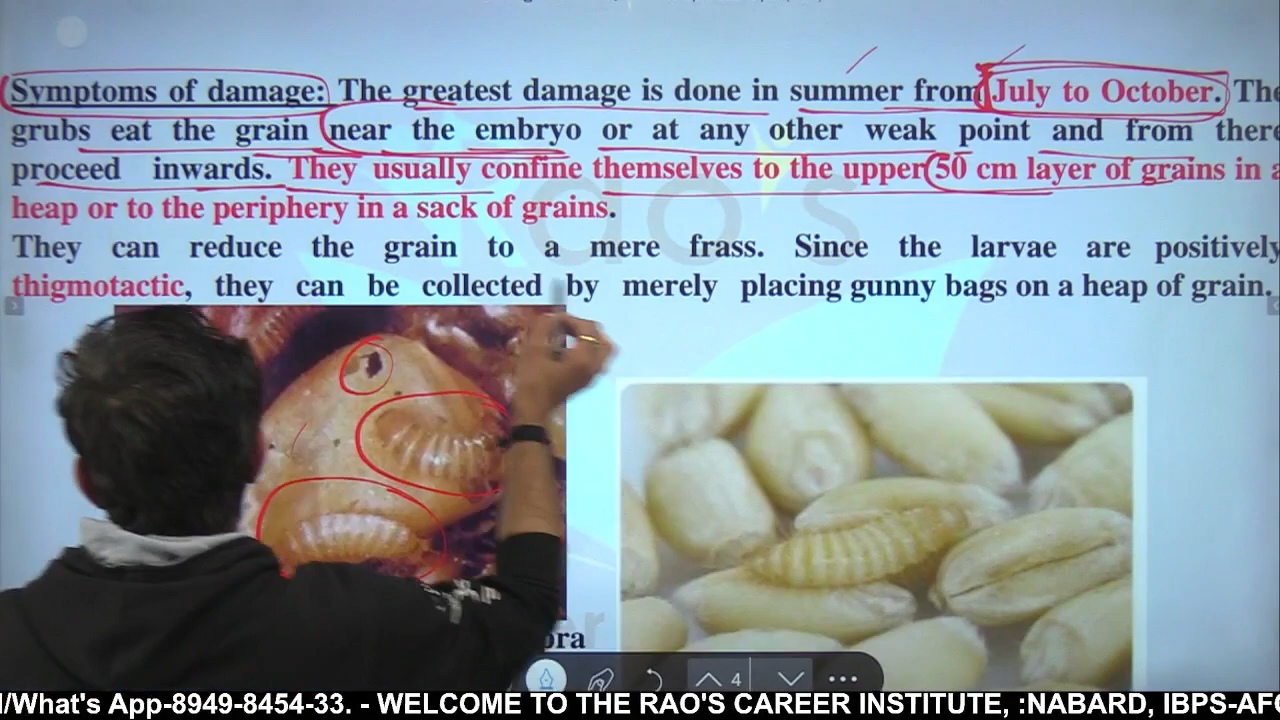 Symptoms of damage: The greatest damage is done in summer from July to October. The
grubs eat the grain near the embryo or at any other weak point and from there
proceed inwards. They usually confine themselves to the upper 50 cm layer of grains in a
heap or to the periphery in a sack of grains.
They can reduce the grain to a mere frass. Since the larvae are positively
thigmotactic, they can be collected by merely placing gunny bags on a heap of grain.
4
What's App-8949-8454-33. - WELCOME TO THE RAO'S CAREER INSTITUTE, :NABARD, IBPS-AFO